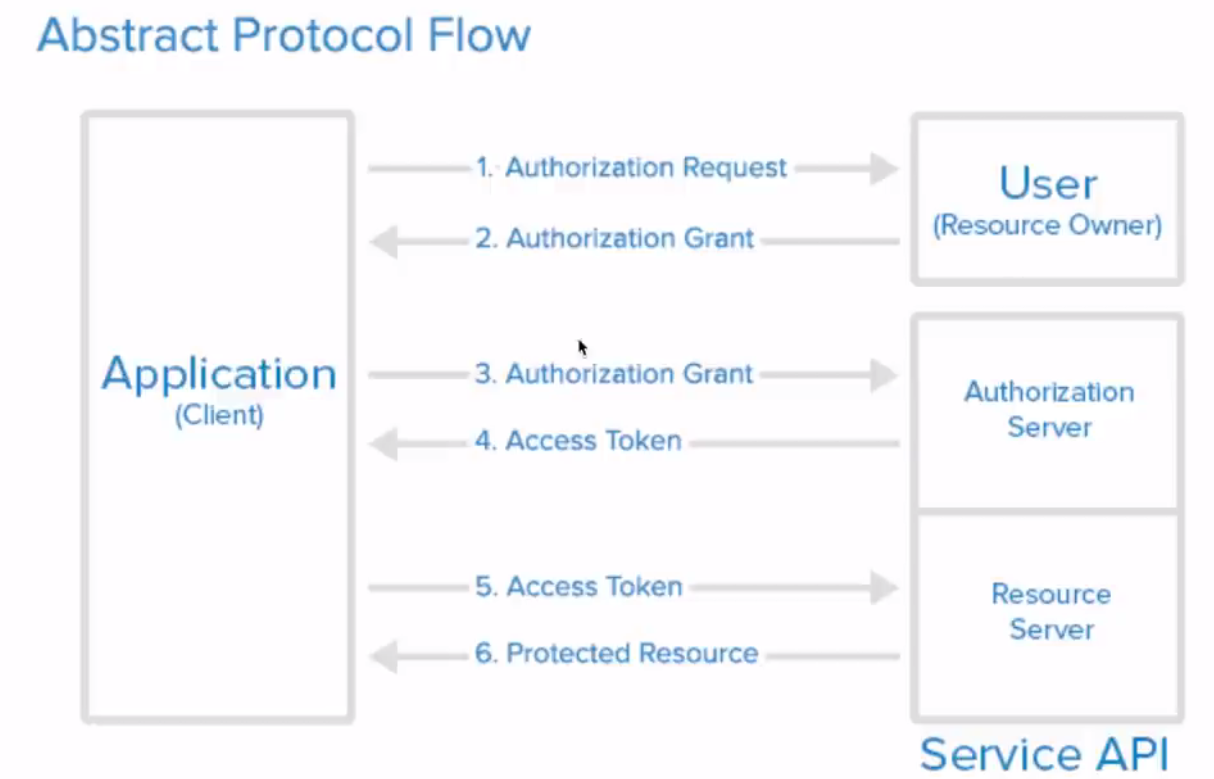 Abstract Protocol Flow
1. Authorization Request
User
(Resource Owner)
2. Authorization Grant
Application
(Client)
3. Authorization Grant
Authorization
Server
4. Access Token
5. Access Token
Resource
Server
6. Protected Resource
Service API